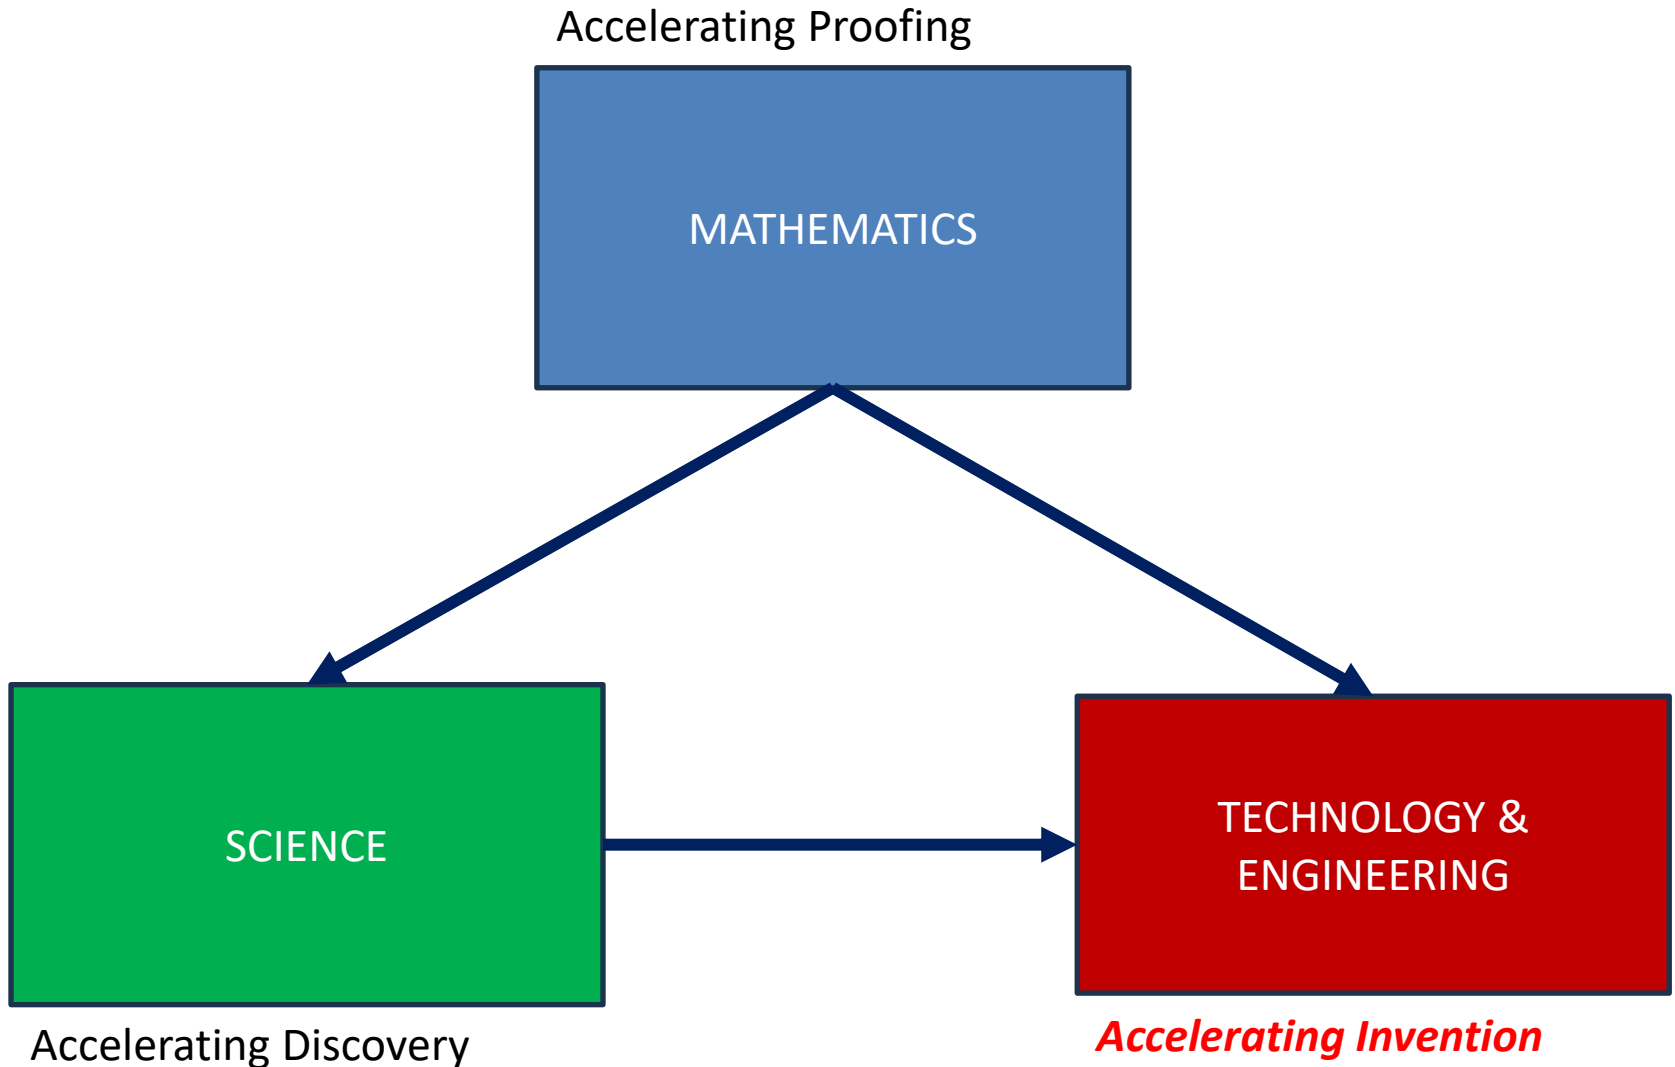 Accelerating Proofing
MATHEMATICS
SCIENCE
TECHNOLOGY &
ENGINEERING
Accelerating Discovery
Accelerating Invention